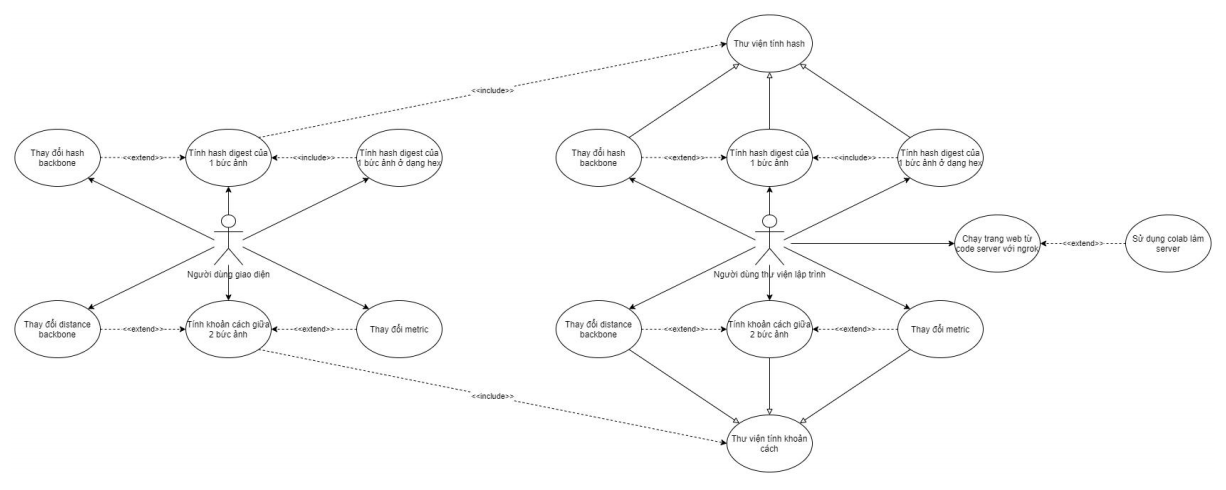 Thư viện tính hash
<<include>>
Thay đổi hash
backbone
<<extend>>
Tính hash digest của
1 bức ảnh
<<include>>
Tính hash digest của
1 bức ảnh ở dạng hex
Thay đổi hash
backbone
<<extend>>
Tính hash digest của
1 bức ảnh
<<include>>
Tính hash digest của
1 bức ảnh ở dạng hex
Chạy trang web từ
code server với ngrok
<<extend>>
Sử dụng colab làm
server
Người dùng giao diện
Người dùng thư viện lập trình
Thay đổi distance
backbone
<<extend>>
Tính khoản cách giữa
2 bức ảnh
<<extend>>
Thay đổi metric
Thay đổi distance
backbone
<<extend>>
Tính khoản cách giữa
2 bức ảnh
<<extend>>
Thay đổi metric
<<include>>
Thư viện tính khoản
cách